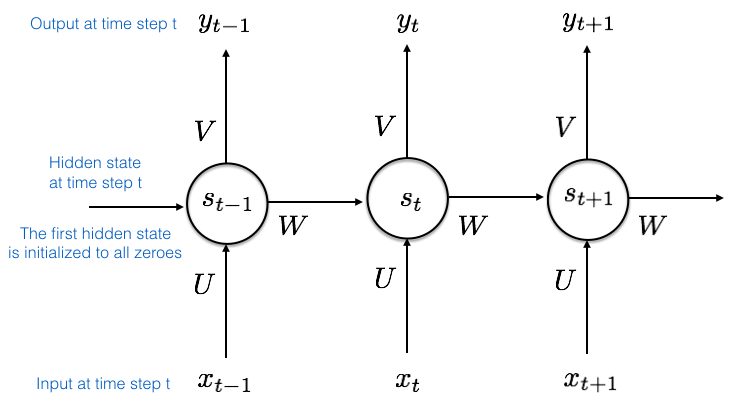 Output at time step t
y_{t-1} y_t y_{t+1}
V V V
Hidden state
at time step t
s_{t-1} s_t s_{t+1}
W W W
The first hidden state
is initialized to all zeroes
U U U
Input at time step t
x_{t-1} x_t x_{t+1}